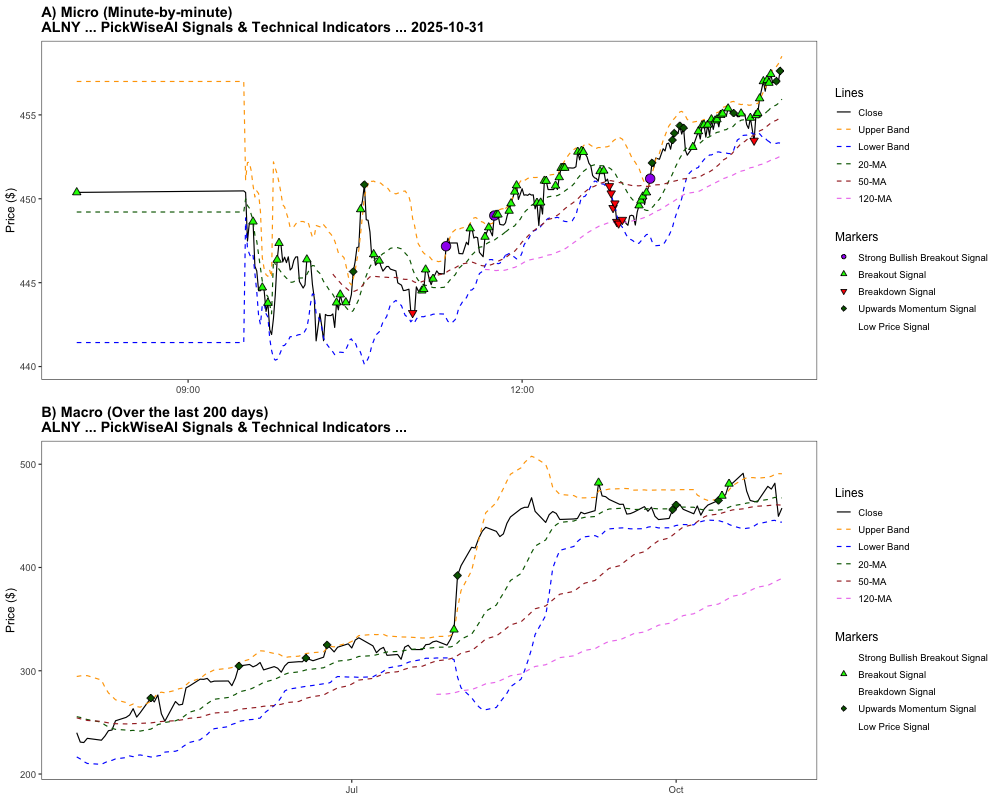 A) Micro (Minute-by-minute)
ALNY ... PickWiseAI Signals & Technical Indicators ... 2025-10-31
Price ($)
455
450
445
440
09:00
12:00
Lines
Close
Upper Band
Lower Band
20-MA
50-MA
120-MA
Markers
Strong Bullish Breakout Signal
Breakout Signal
Breakdown Signal
Upwards Momentum Signal
Low Price Signal
B) Macro (Over the last 200 days)
ALNY ... PickWiseAI Signals & Technical Indicators ...
Price ($)
500
400
300
200
Jul
Oct
Lines
Close
Upper Band
Lower Band
20-MA
50-MA
120-MA
Markers
Strong Bullish Breakout Signal
Breakout Signal
Breakdown Signal
Upwards Momentum Signal
Low Price Signal